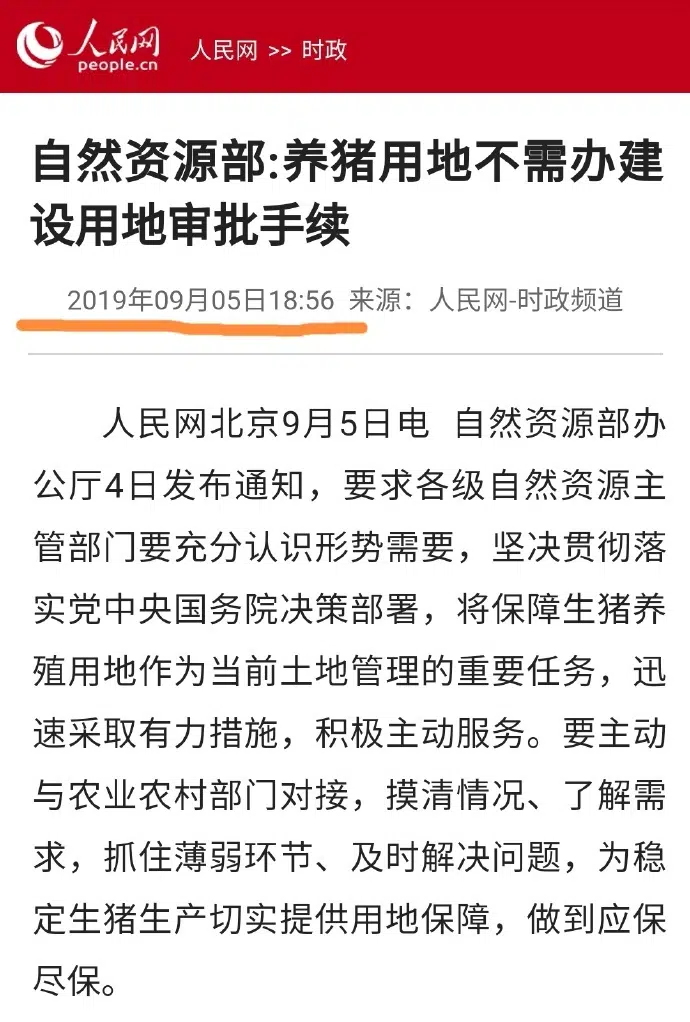 人民网
people.cn
人民网 >> 时政
自然资源部:养猪用地不需办建
设用地审批手续
2019年09月05日18:56 来源：人民网-时政频道
人民网北京9月5日电 自然资源部办
公厅4日发布通知，要求各级自然资源主
管部门要充分认识形势需要，坚决贯彻落
实党中央国务院决策部署，将保障生猪养
殖用地作为当前土地管理的重要任务，迅
速采取有力措施，积极主动服务。要主动
与农业农村部门对接，摸清情况、了解需
求，抓住薄弱环节、及时解决问题，为稳
定生猪生产切实提供用地保障，做到应保
尽保。